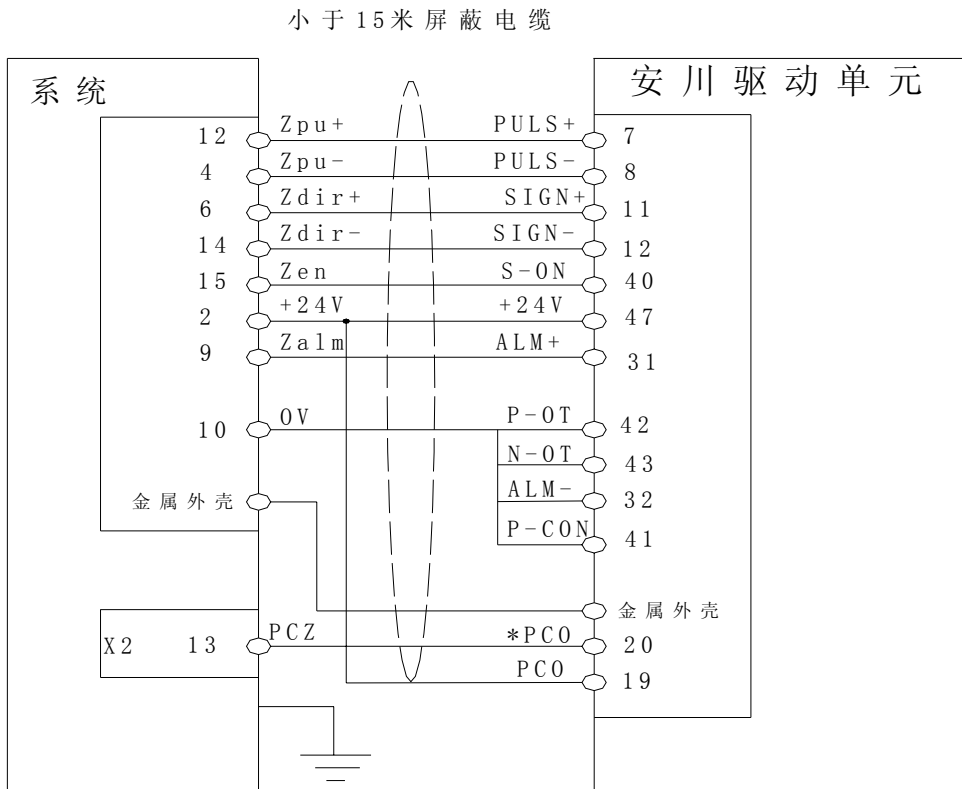 小于15米屏蔽电缆
系统
安川驱动单元
12 Zpu+ PULS+ 7
4 Zpu- PULS- 8
6 Zdir+ SIGN+ 11
14 Zdir- SIGN- 12
15 Zen S-ON 40
2 +24V +24V 47
9 Zalm ALM+ 31
10 0V P-OT 42
N-OT 43
金属外壳 ALM- 32
P-CON 41
金属外壳
X2 13 PCZ *PCO 20
PCO 19